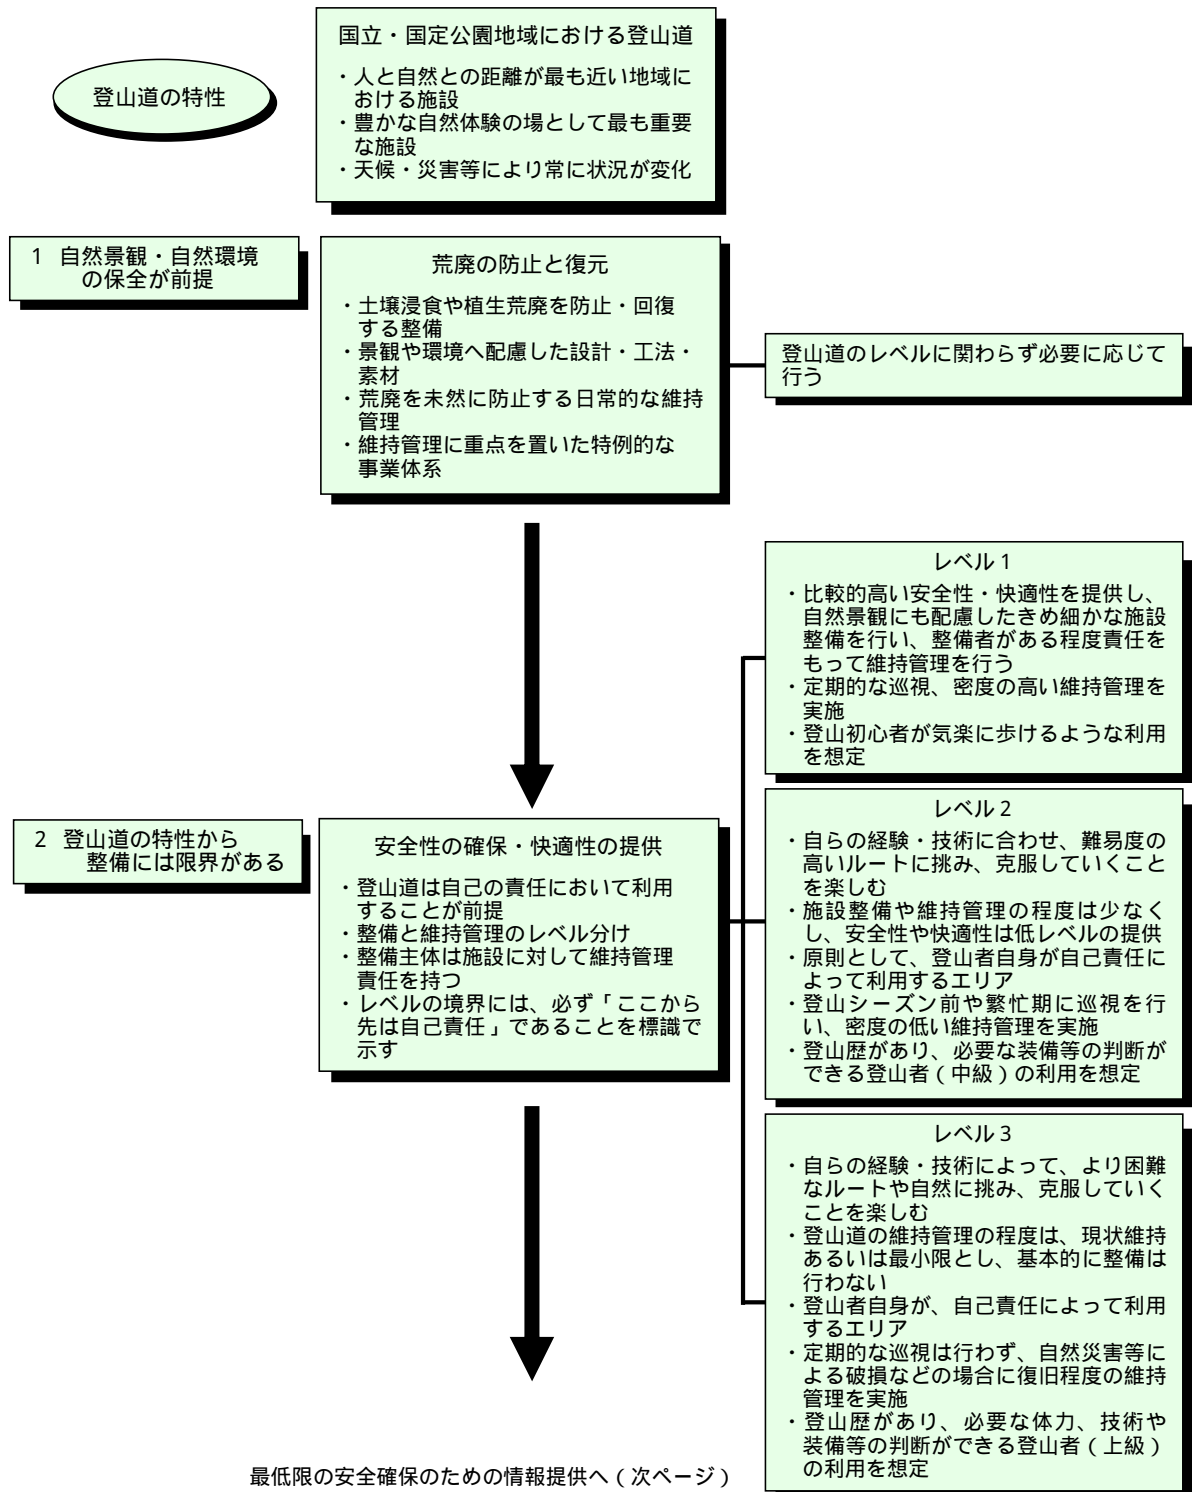 登山道の特性
国立・国定公園地域における登山道
・人と自然との距離が最も近い地域に
おける施設
・豊かな自然体験の場として最も重要
な施設
・天候・災害等により常に状況が変化
1 自然景観・自然環境
の保全が前提
荒廃の防止と復元
・土壌浸食や植生荒廃を防止・回復
する整備
・景観や環境へ配慮した設計・工法・
素材
・荒廃を未然に防止する日常的な維持
管理
・維持管理に重点を置いた特例的な
事業体系
登山道のレベルに関わらず必要に応じて
行う
2 登山道の特性から
整備には限界がある
安全性の確保・快適性の提供
・登山道は自己の責任において利用
することが前提
・整備と維持管理のレベル分け
・整備主体は施設に対して維持管理
責任を持つ
・レベルの境界には、必ず「ここから
先は自己責任」であることを標識で
示す
レベル1
・比較的高い安全性・快適性を提供し、
自然景観にも配慮したきめ細かな施設
整備を行い、整備者がある程度責任を
もって維持管理を行う
・定期的な巡視、密度の高い維持管理を
実施
・登山初心者が気楽に歩けるような利用
を想定
レベル2
・自らの経験・技術に合わせ、難易度の
高いルートに挑み、克服していくこと
を楽しむ
・施設整備や維持管理の程度は少なく
し、安全性や快適性は低レベルの提供
・原則として、登山者自身が自己責任に
よって利用するエリア
・登山シーズン前や繁忙期に巡視を行
い、密度の低い維持管理を実施
・登山歴があり、必要な装備等の判断が
できる登山者(中級)の利用を想定
レベル3
・自らの経験・技術によって、より困難
なルートや自然に挑み、克服していく
ことを楽しむ
・登山道の維持管理の程度は、現状維持
あるいは最小限とし、基本的に整備は
行わない
・登山者自身が、自己責任によって利用
するエリア
・定期的な巡視は行わず、自然災害等に
よる破損などの場合に復旧程度の維持
管理を実施
・登山歴があり、必要な体力、技術や
装備等の判断ができる登山者(上級)
の利用を想定
最低限の安全確保のための情報提供へ(次ページ)